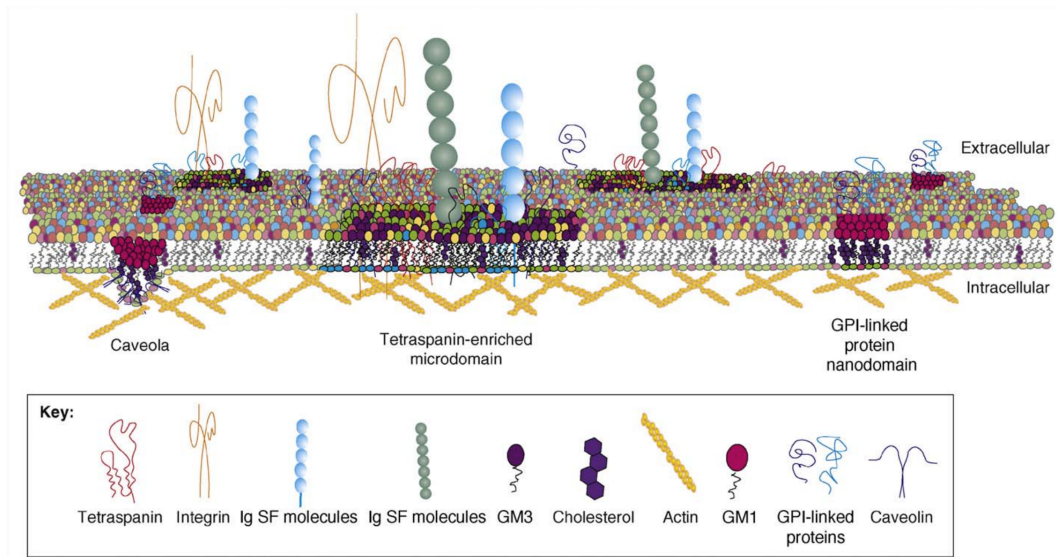 Extracellular
Intracellular
Caveola
Tetraspanin-enriched
microdomain
GPI-linked
protein
nanodomain
Key:
Tetraspanin
Integrin
Ig SF molecules
Ig SF molecules
GM3
Cholesterol
Actin
GM1
GPI-linked
proteins
Caveolin